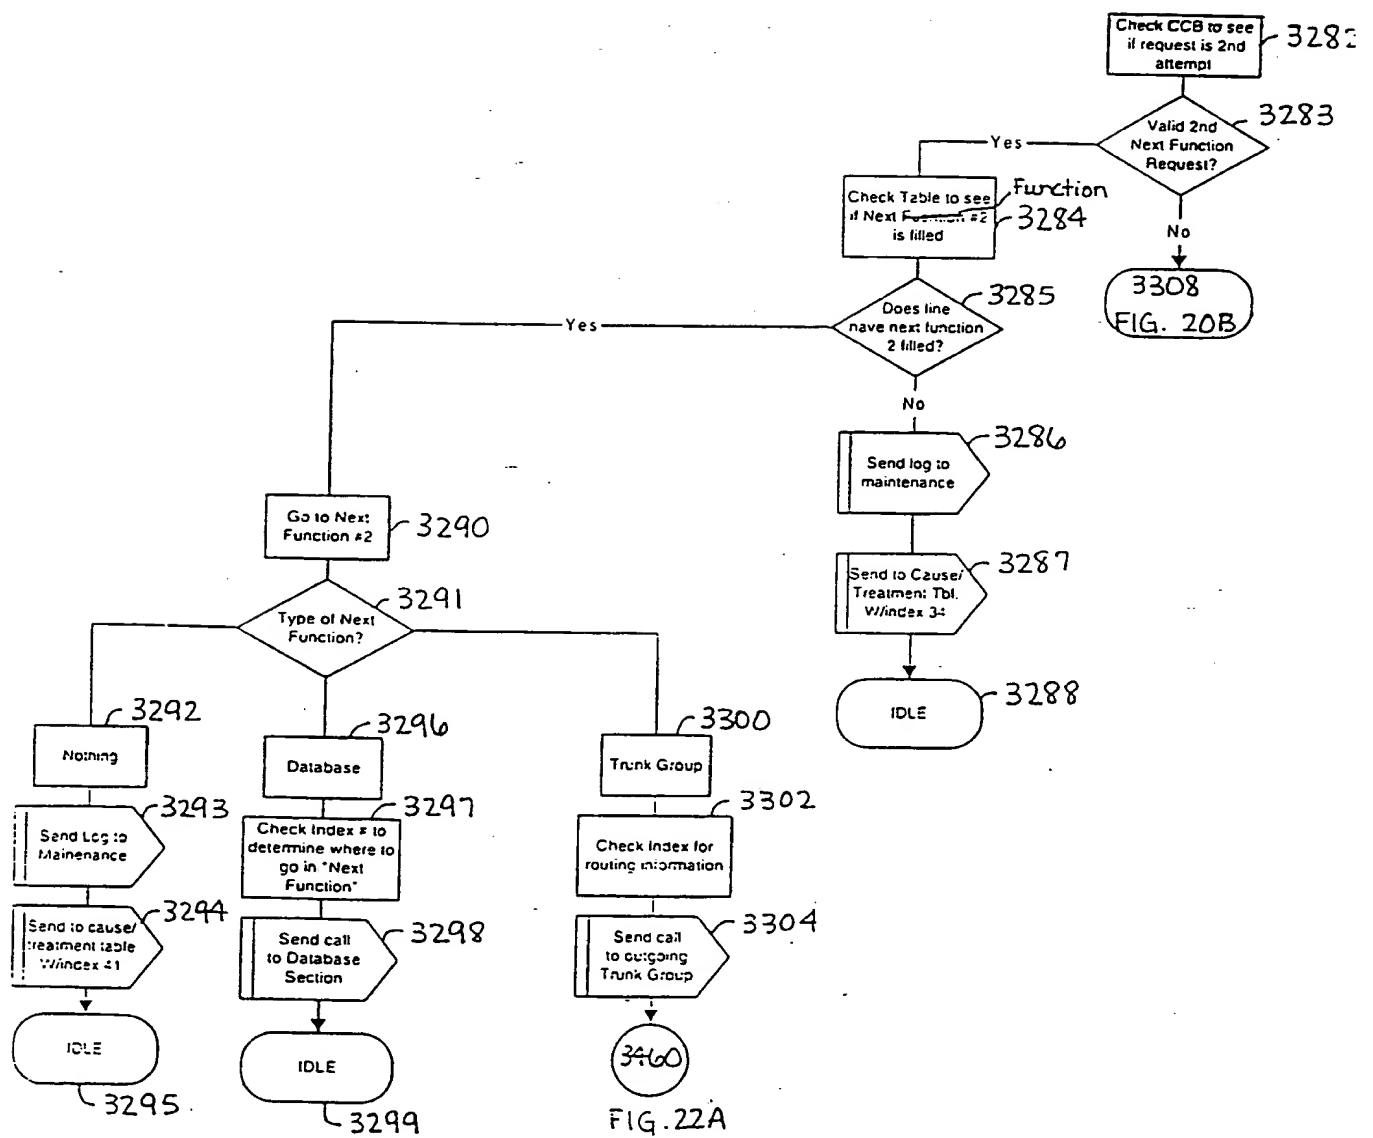 Check CCB to see
if request is 2nd
attempt
328
Valid 2nd
Next Function
Request?
3283
Yes
No
3308
FIG. 20B
Check Table to see
if Next #2
is filled
Function
3284
Does line
have next function
2 filled?
3285
Yes
No
Send log to
maintenance
3286
Send to Cause/
Treatment Tbl.
W/index 34
3287
IDLE
3288
Go to Next
Function #2
3290
Type of Next
Function?
3291
Nothing
3292
Send Log to
Mainenance
3293
Send to cause/
treatment table
W/index 41
3294
IDLE
3295
Database
3296
Check Index # to
determine where to
go in "Next
Function"
3297
Send call
to Database
Section
3298
IDLE
3299
Trunk Group
3300
Check Index for
routing information
3302
Send call
to outgoing
Trunk Group
3304
3460
FIG. 22A